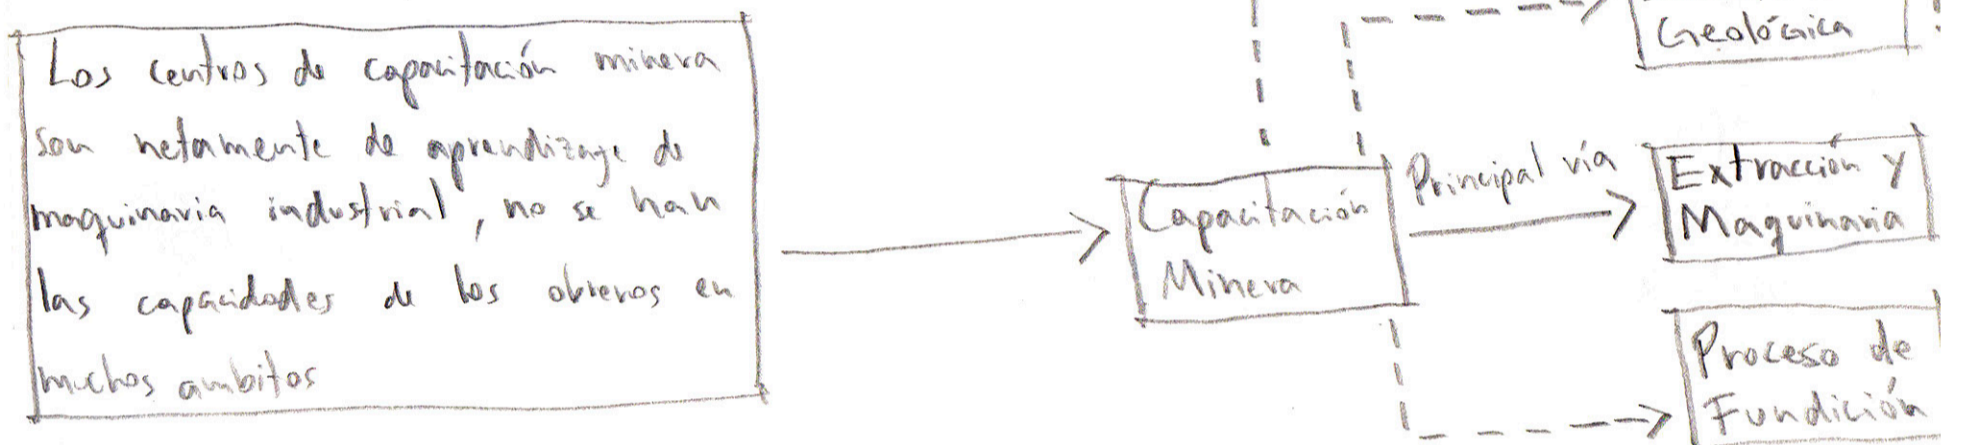 Los centros de capacitación minera
son netamente de aprendizaje de
maquinaria industrial, no se han
las capacidades de los obreros en
muchos ambitos
Capacitación
Minera
Principal vía
Geológica
Extracción y
Maquinaria
Proceso de
Fundición